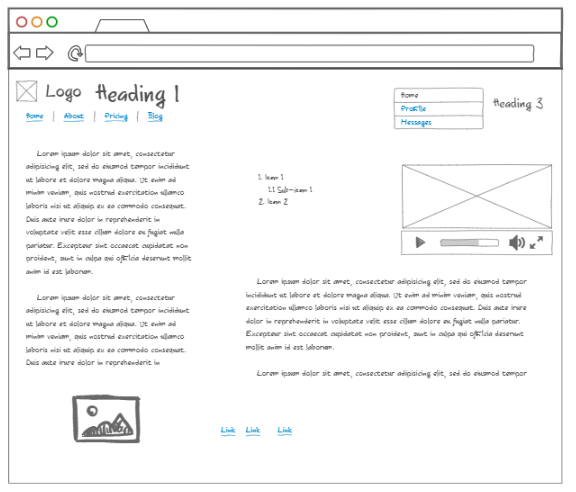 Logo
Heading 1
Home | About | Pricing | Blog
Home
Profile
Messages
Heading 3
Lorem ipsum dolor sit amet, consectetur
adipisicing elit, sed do eiusmod tempor incididunt
ut labore et dolore magna aliqua. Ut enim ad
minim veniam, quis nostrud exercitation ullamco
laboris nisi ut aliquip ex ea commodo consequat.
Duis aute irure dolor in reprehenderit in
voluptate velit esse cillum dolore eu fugiat nulla
pariatur. Excepteur sint occaecat cupidatat non
proident, sunt in culpa qui officia deserunt mollit
anim id est laborum.
Lorem ipsum dolor sit amet, consectetur
adipisicing elit, sed do eiusmod tempor incididunt
ut labore et dolore magna aliqua. Ut enim ad
minim veniam, quis nostrud exercitation ullamco
laboris nisi ut aliquip ex ea commodo consequat.
Duis aute irure dolor in reprehenderit in
1. Item 1
1.1 Sub-item 1
2. Item 2
Lorem ipsum dolor sit amet, consectetur adipisicing elit, sed do eiusmod tempor
incididunt ut labore et dolore magna aliqua. Ut enim ad minim veniam, quis nostrud
exercitation ullamco laboris nisi ut aliquip ex ea commodo consequat. Duis aute irure
dolor in reprehenderit in voluptate velit esse cillum dolore eu fugiat nulla pariatur.
Excepteur sint occaecat cupidatat non proident, sunt in culpa qui officia deserunt
mollit anim id est laborum.
Lorem ipsum dolor sit amet, consectetur adipisicing elit, sed do eiusmod tempor
Link Link Link